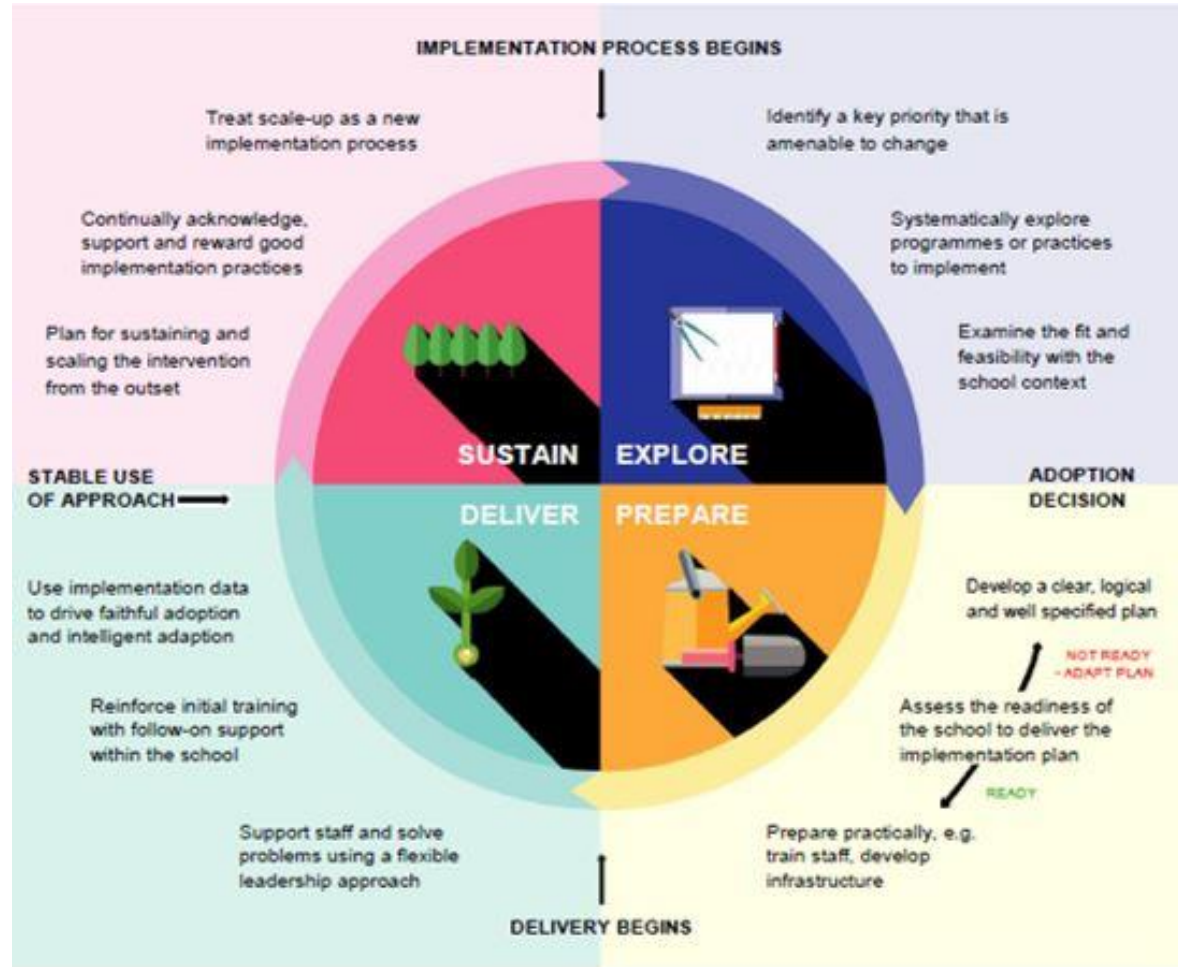 IMPLEMENTATION PROCESS BEGINS
Identify a key priority that is
amenable to change
Systematically explore
programmes or practices
to implement
Examine the fit and
feasibility with the
school context
EXPLORE
ADOPTION
DECISION
PREPARE
Develop a clear, logical
and well specified plan
NOT READY
- ADAPT PLAN
Assess the readiness of
the school to deliver the
implementation plan
READY
Prepare practically, e.g.
train staff, develop
infrastructure
DELIVERY BEGINS
DELIVER
Support staff and solve
problems using a flexible
leadership approach
Reinforce initial training
with follow-on support
within the school
Use implementation data
to drive faithful adoption
and intelligent adaption
STABLE USE
OF APPROACH
SUSTAIN
Plan for sustaining and
scaling the intervention
from the outset
Continually acknowledge,
support and reward good
implementation practices
Treat scale-up as a new
implementation process